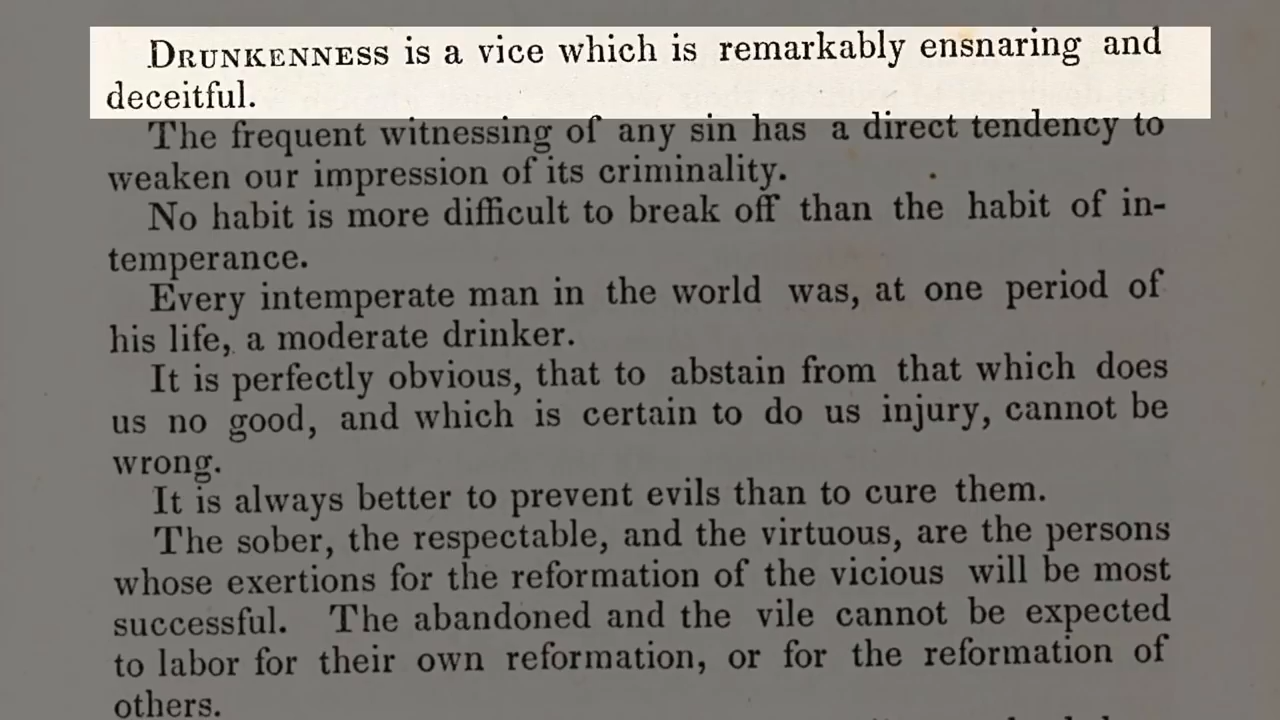 DRUNKENNESS is a vice which is remarkably ensnaring and
deceitful.
The frequent witnessing of any sin has a direct tendency to
weaken our impression of its criminality.
No habit is more difficult to break off than the habit of in-
temperance.
Every intemperate man in the world was, at one period of
his life, a moderate drinker.
It is perfectly obvious, that to abstain from that which does
us no good, and which is certain to do us injury, cannot be
wrong.
It is always better to prevent evils than to cure them.
The sober, the respectable, and the virtuous, are the persons
whose exertions for the reformation of the vicious will be most
successful. The abandoned and the vile cannot be expected
to labor for their own reformation, or for the reformation of
others.